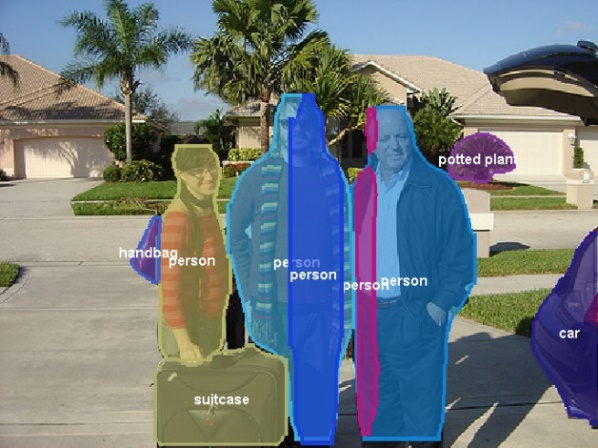 potted plant
handbag
person
person
person
person
person
car
suitcase